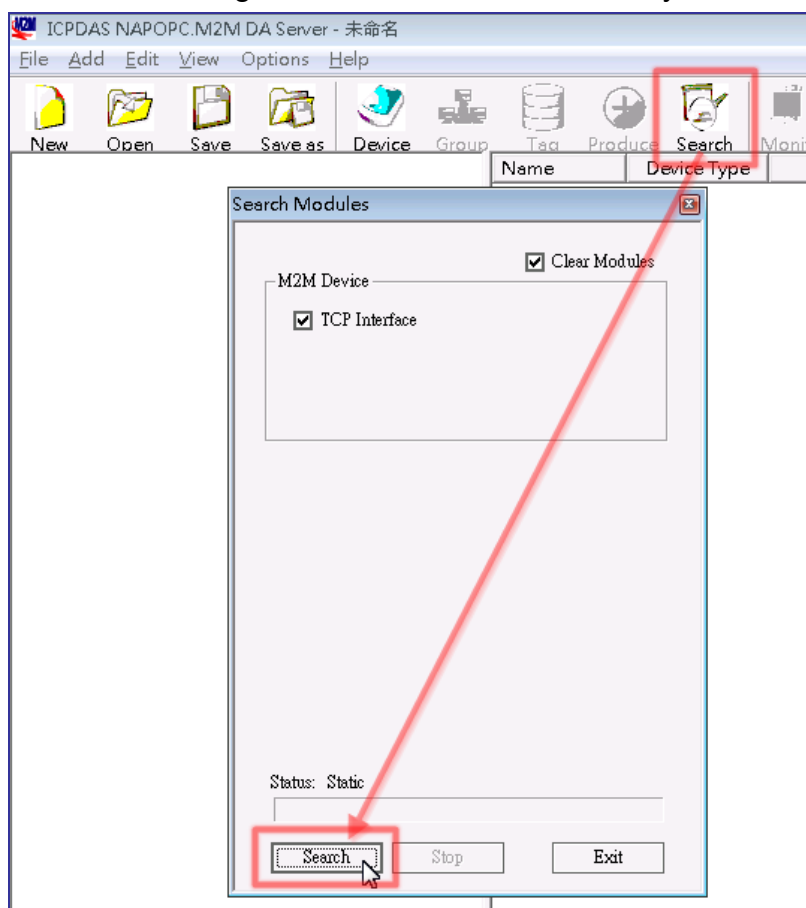 ICPDAS NAPOPC.M2M DA Server - 未命名
File Add Edit View Options Help
New Open Save Save as Device Group Tag Produce Search
Name Device Type
Search Modules
Clear Modules
M2M Device
TCP Interface
Status: Static
Search Stop Exit